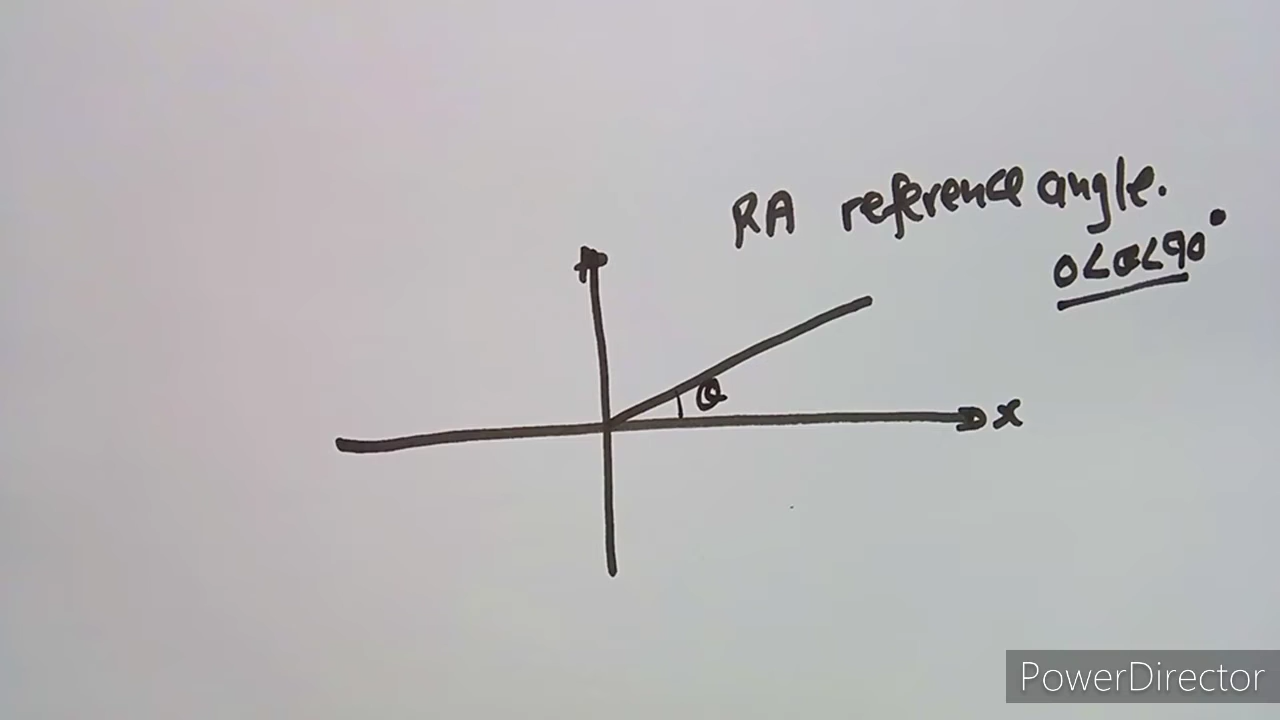 RA reference angle.
0<θ<90°
θ
x
PowerDirector